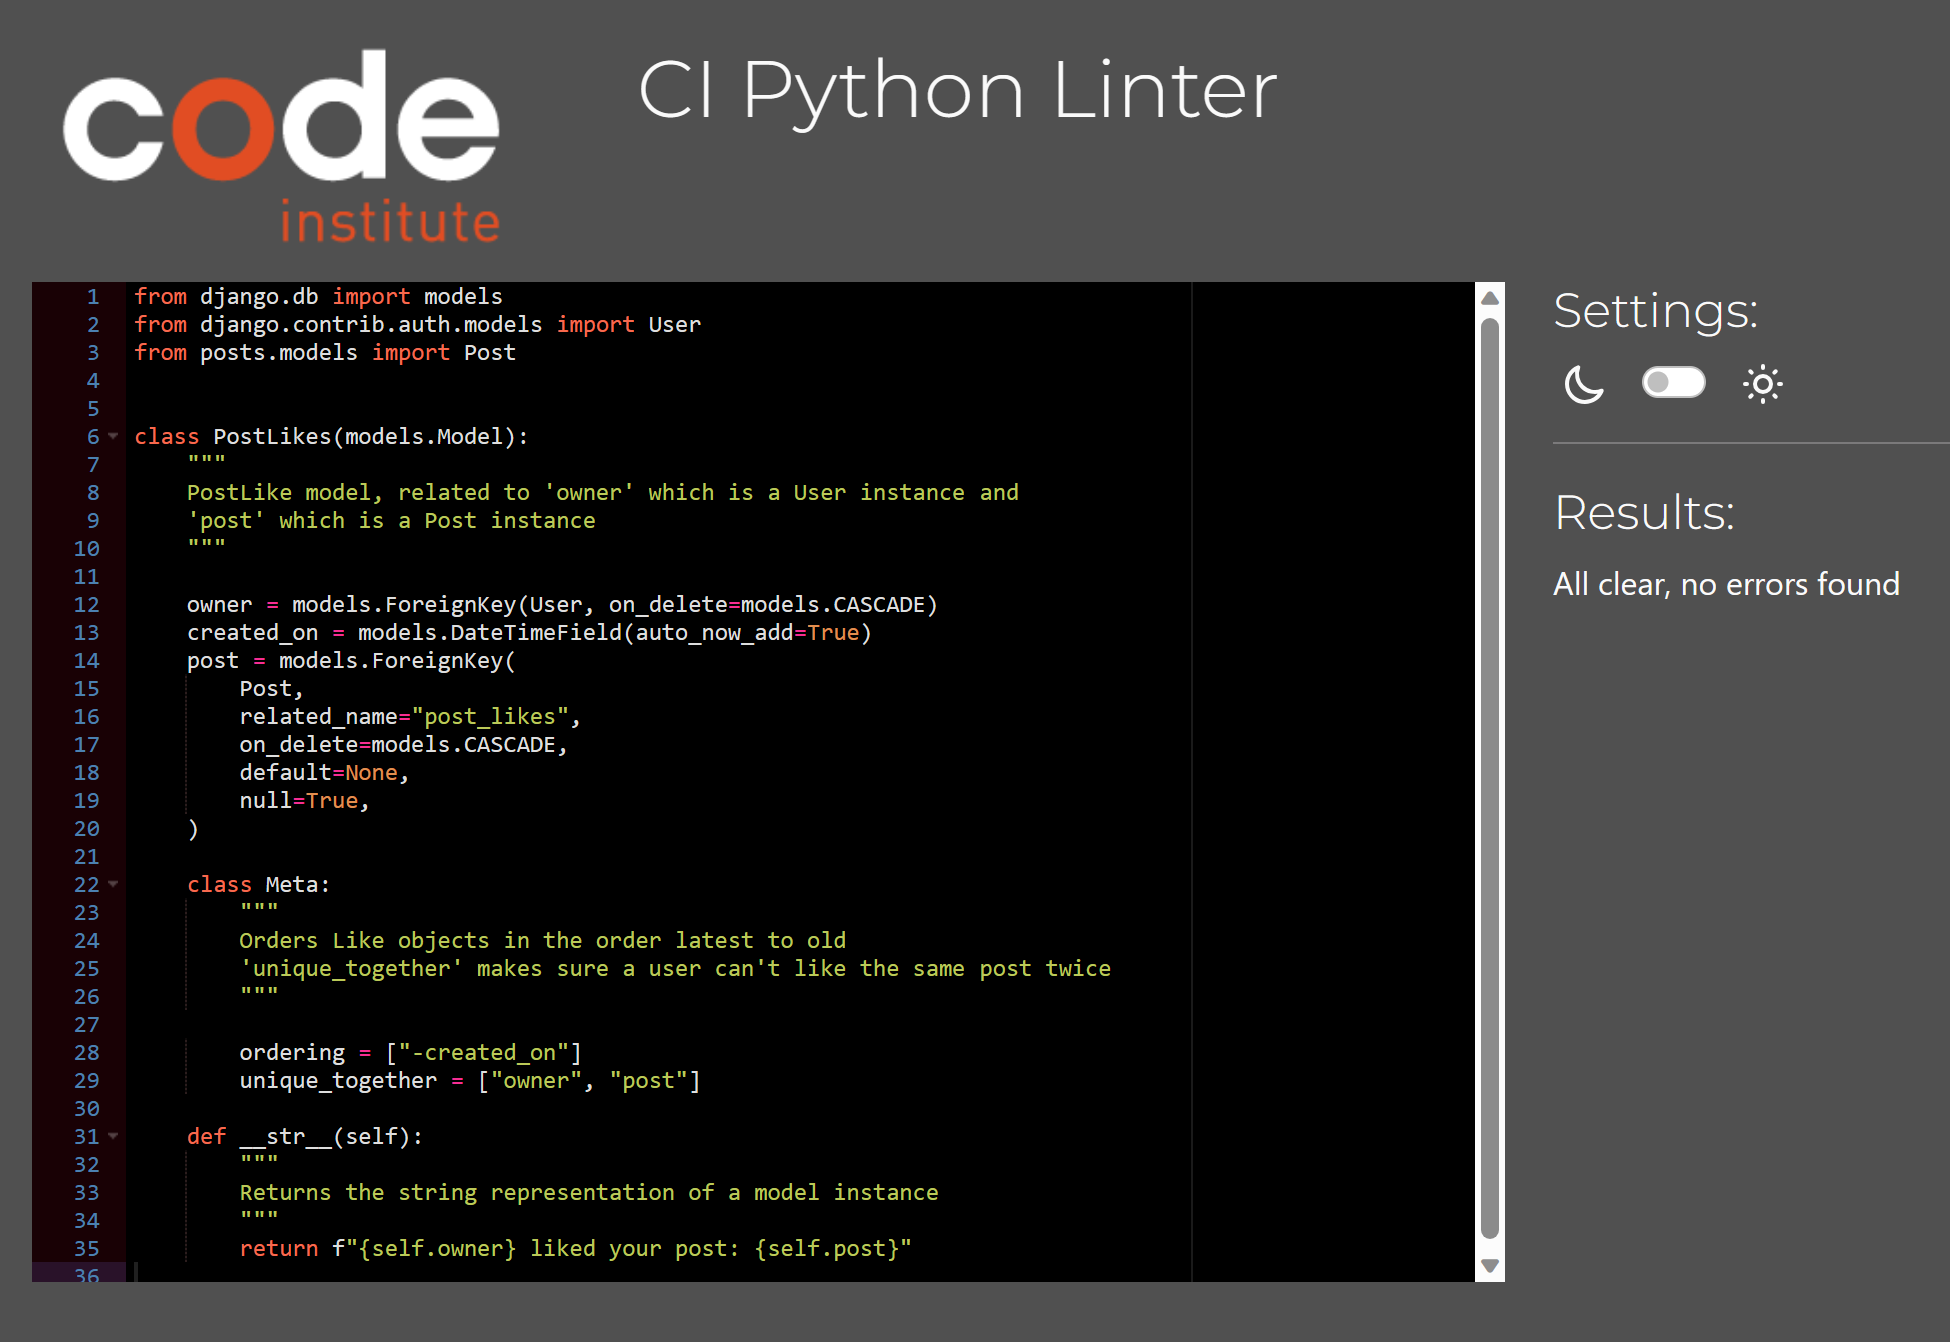 code
institute
CI Python Linter
1 from django.db import models
2 from django.contrib.auth.models import User
3 from posts.models import Post
4
5
6 class PostLikes(models.Model):
7     """
8     PostLike model, related to 'owner' which is a User instance and
9     'post' which is a Post instance
10     """
11
12     owner = models.ForeignKey(User, on_delete=models.CASCADE)
13     created_on = models.DateTimeField(auto_now_add=True)
14     post = models.ForeignKey(
15         Post,
16         related_name="post_likes",
17         on_delete=models.CASCADE,
18         default=None,
19         null=True,
20     )
21
22     class Meta:
23         """
24         Orders Like objects in the order latest to old
25         'unique_together' makes sure a user can't like the same post twice
26         """
27
28         ordering = ["-created_on"]
29         unique_together = ["owner", "post"]
30
31     def __str__(self):
32         """
33         Returns the string representation of a model instance
34         """
35         return f"{self.owner} liked your post: {self.post}"
36
Settings:
Results:
All clear, no errors found